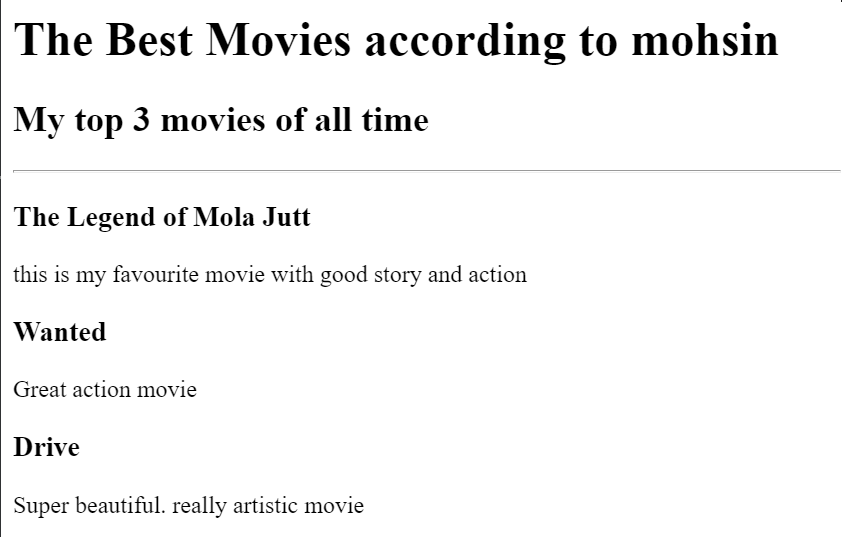 The Best Movies according to mohsin
My top 3 movies of all time
The Legend of Mola Jutt
this is my favourite movie with good story and action
Wanted
Great action movie
Drive
Super beautiful. really artistic movie